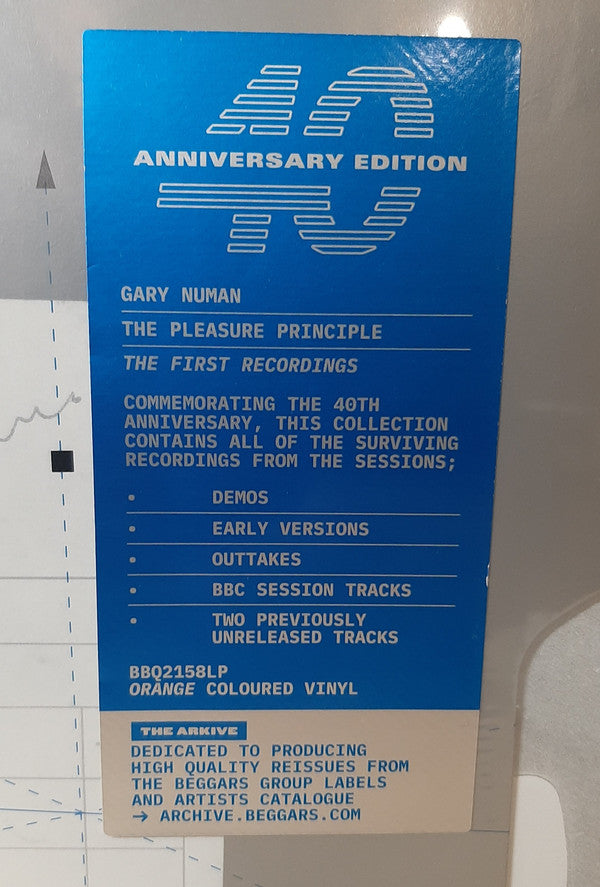 40
ANNIVERSARY EDITION
40
GARY NUMAN
THE PLEASURE PRINCIPLE
THE FIRST RECORDINGS
COMMEMORATING THE 40TH
ANNIVERSARY, THIS COLLECTION
CONTAINS ALL OF THE SURVIVING
RECORDINGS FROM THE SESSIONS;
• DEMOS
• EARLY VERSIONS
• OUTTAKES
• BBC SESSION TRACKS
• TWO PREVIOUSLY
UNRELEASED TRACKS
BBQ2158LP
ORANGE COLOURED VINYL
THE ARKIVE
DEDICATED TO PRODUCING
HIGH QUALITY REISSUES FROM
THE BEGGARS GROUP LABELS
AND ARTISTS CATALOGUE
→ ARCHIVE.BEGGARS.COM